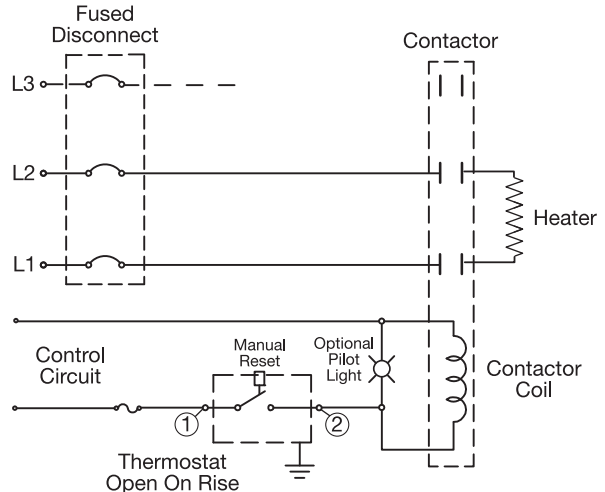 Fused
Disconnect
Contactor
L3
L2
Heater
L1
Control
Circuit
Manual
Reset
Optional
Pilot
Light
Contactor
Coil
1
2
Thermostat
Open On Rise